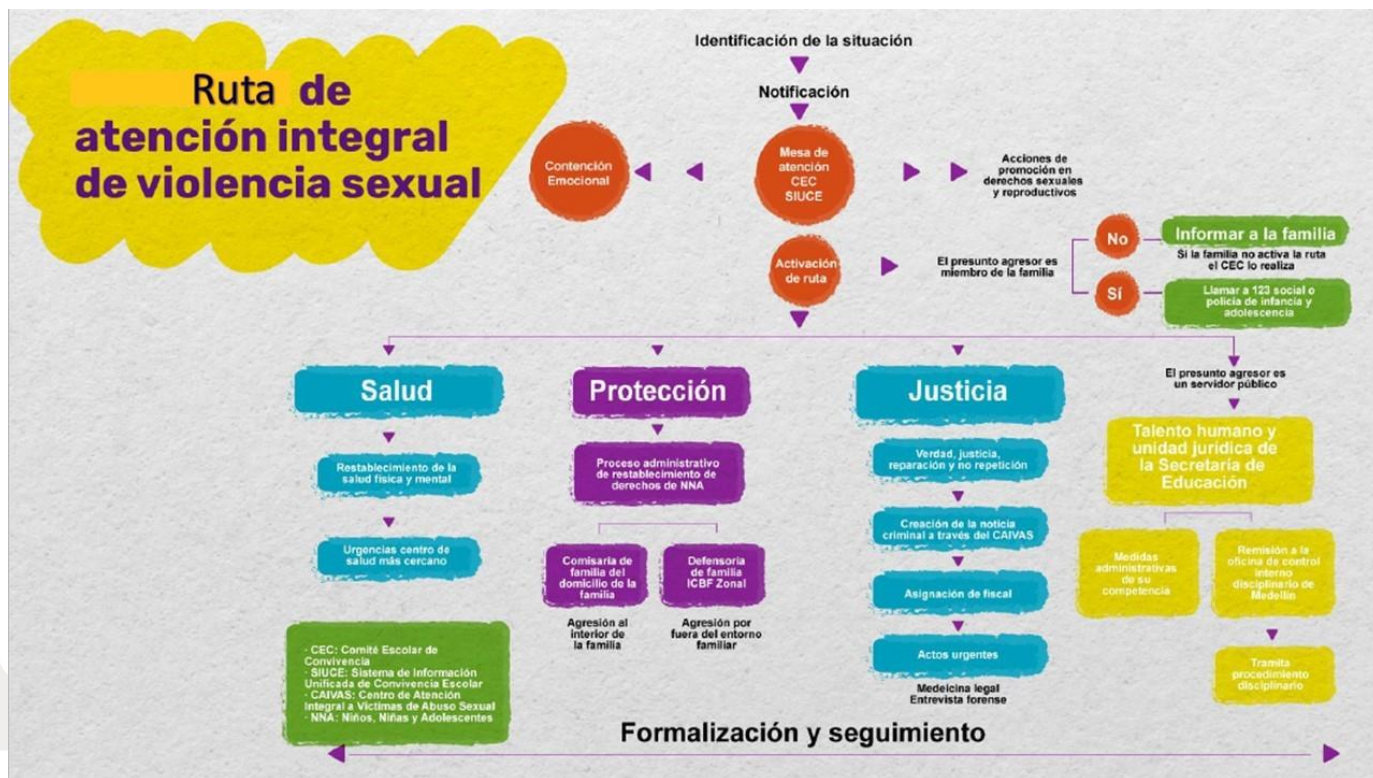 Ruta de
atención integral
de violencia sexual
Identificación de la situación
Notificación
Contención
Emocional
Mesa de
atención
CEC
SIUCE
Acciones de
promoción en
derechos sexuales
y reproductivos
Activación
de ruta
El presunto agresor es
miembro de la familia
No
Informar a la familia
Si la familia no activa la ruta
el CEC lo realiza
Sí
Llamar a 123 social o
policía de infancia y
adolescencia
Salud
Restablecimiento de la
salud física y mental
Urgencias centro de
salud más cercano
Protección
Proceso administrativo
de restablecimiento de
derechos de NNA
Comisaría de
familia del
domicilio de la
familia
Agresión al
interior de
la familia
Defensoría
de familia
ICBF Zonal
Agresión por
fuera del entorno
familiar
Justicia
Verdad, justicia,
reparación y no repetición
Creación de la noticia
criminal a través del CAIVAS
Asignación de fiscal
Actos urgentes
Medeicina legal
Entrevista forense
El presunto agresor es
un servidor público
Talento humano y
unidad jurídica de
la Secretaría de
Educación
Medidas
administrativas
de su
competencia
Remisión a la
oficina de control
interno
disciplinario de
Medellín
Tramita
procedimiento
disciplinario
· CEC: Comité Escolar de
Convivencia
· SIUCE: Sistema de Información
Unificada de Convivencia Escolar
· CAIVAS: Centro de Atención
Integral a Víctimas de Abuso Sexual
· NNA: Niños, Niñas y Adolescentes
Formalización y seguimiento